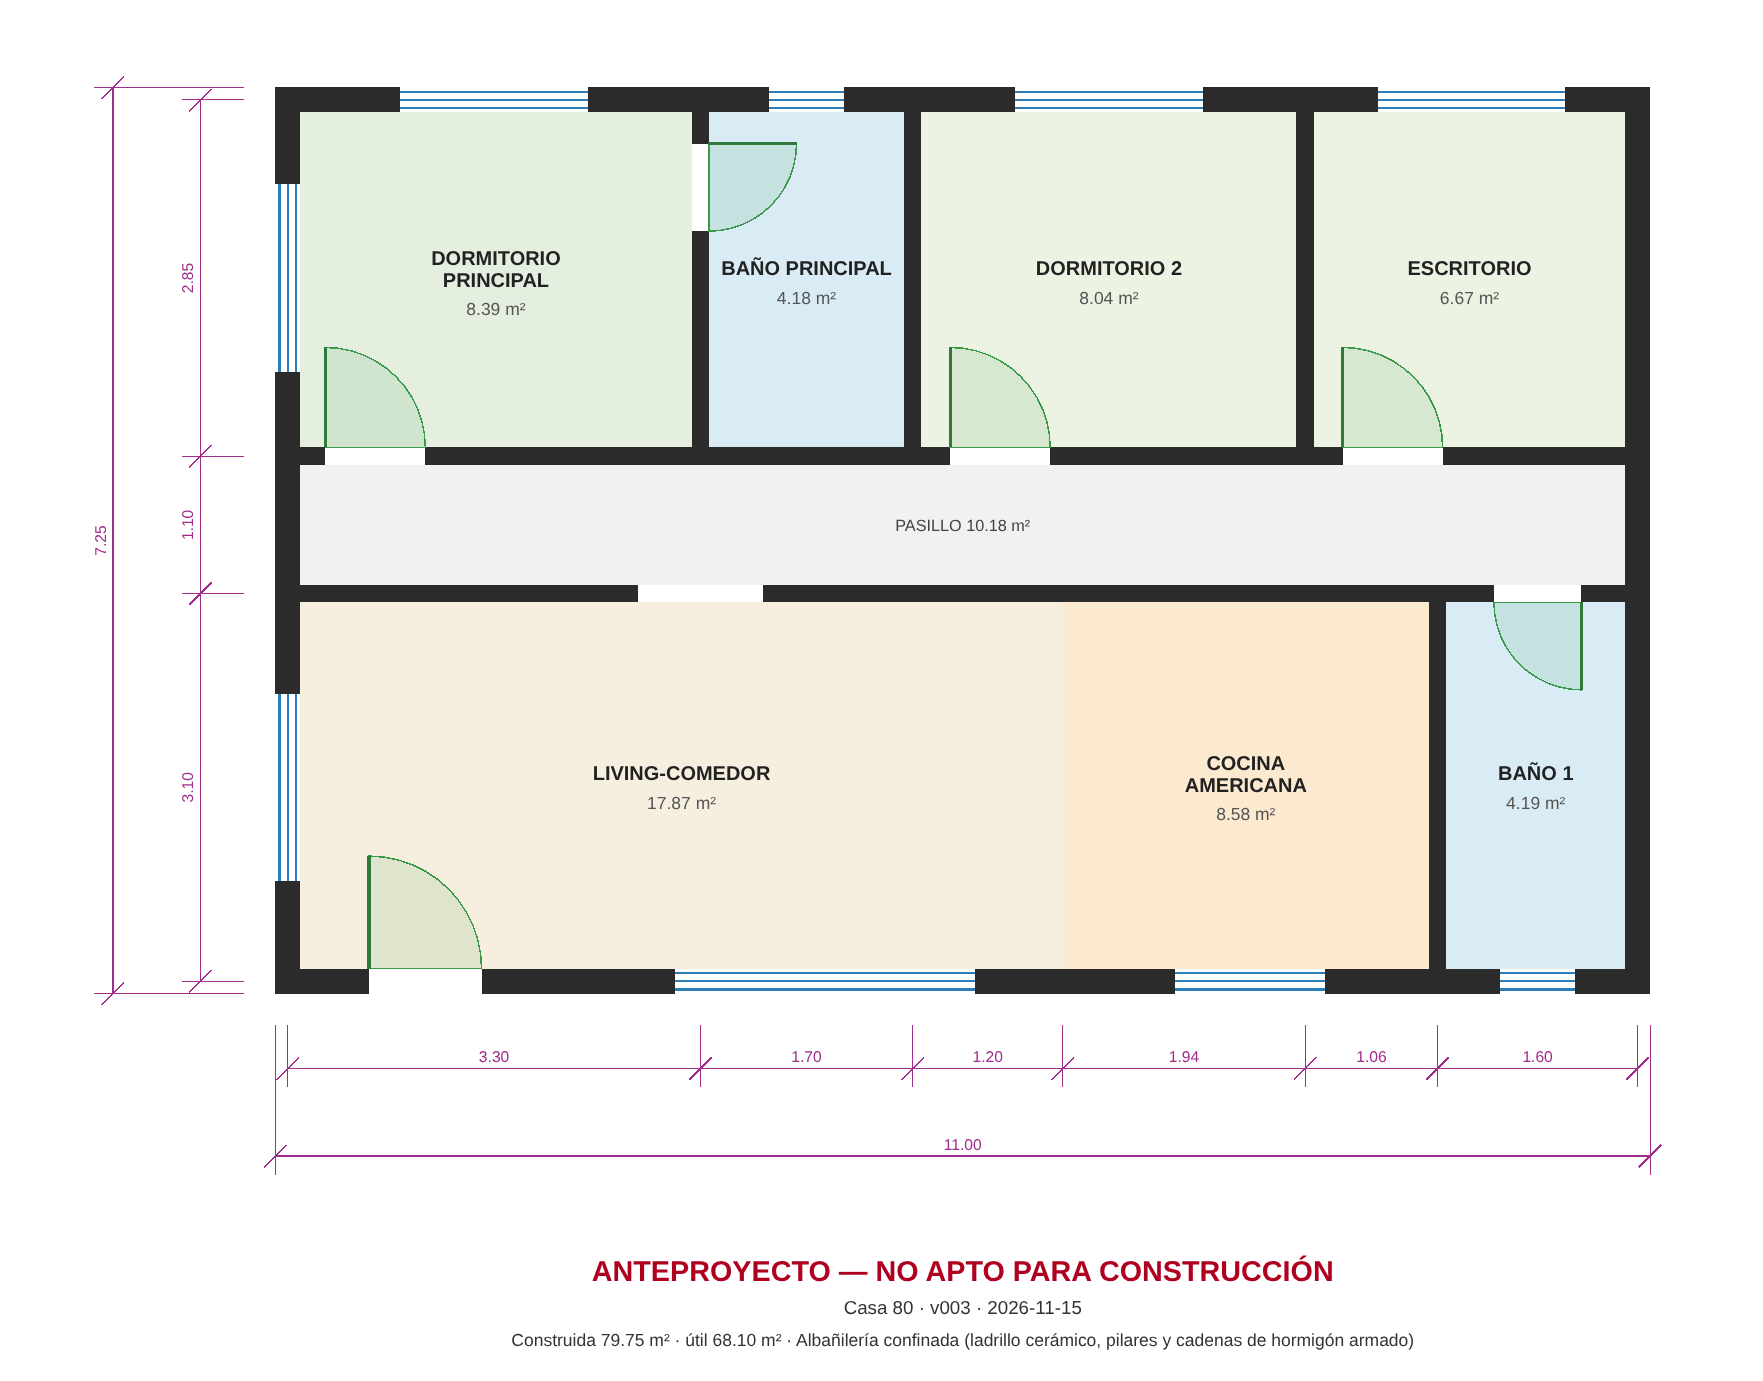 DORMITORIO
PRINCIPAL
8.39 m²
BAÑO PRINCIPAL
4.18 m²
DORMITORIO 2
8.04 m²
ESCRITORIO
6.67 m²
2.85
1.10
7.25
3.10
PASILLO 10.18 m²
LIVING-COMEDOR
17.87 m²
COCINA
AMERICANA
8.58 m²
BAÑO 1
4.19 m²
3.30
1.70
1.20
1.94
1.06
1.60
11.00
ANTEPROYECTO — NO APTO PARA CONSTRUCCIÓN
Casa 80 · v003 · 2026-11-15
Construida 79.75 m² · útil 68.10 m² · Albañilería confinada (ladrillo cerámico, pilares y cadenas de hormigón armado)